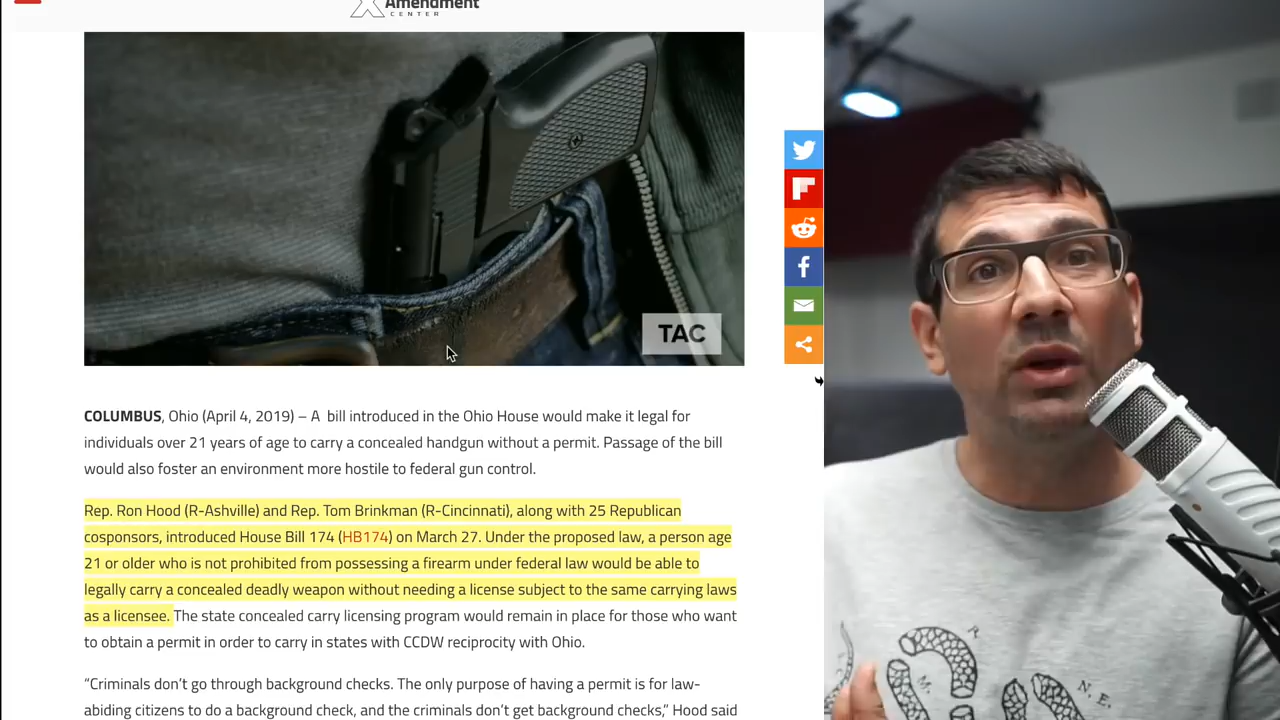 Amendment
CENTER
TAC
COLUMBUS, Ohio (April 4, 2019) – A bill introduced in the Ohio House would make it legal for
individuals over 21 years of age to carry a concealed handgun without a permit. Passage of the bill
would also foster an environment more hostile to federal gun control.
Rep. Ron Hood (R-Ashville) and Rep. Tom Brinkman (R-Cincinnati), along with 25 Republican
cosponsors, introduced House Bill 174 (HB174) on March 27. Under the proposed law, a person age
21 or older who is not prohibited from possessing a firearm under federal law would be able to
legally carry a concealed deadly weapon without needing a license subject to the same carrying laws
as a licensee. The state concealed carry licensing program would remain in place for those who want
to obtain a permit in order to carry in states with CCDW reciprocity with Ohio.
“Criminals don’t go through background checks. The only purpose of having a permit is for law-
abiding citizens to do a background check, and the criminals don’t get background checks,” Hood said
R.
M.
N.E.